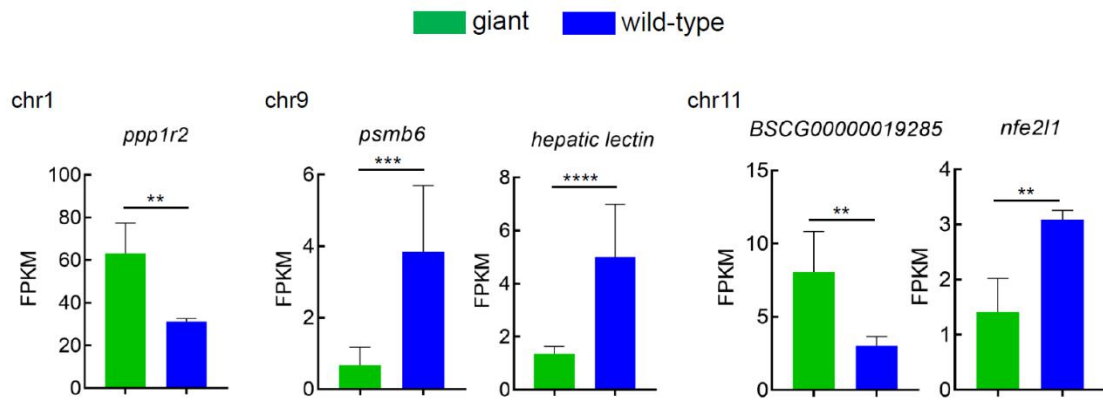 giant wild-type
chr1
chr9
chr11
ppp1r2
psmb6
hepatic lectin
BSCG00000019285
nfe2l1
FPKM
100
80
60
40
20
0
**
FPKM
6
4
2
0
***
FPKM
8
6
4
2
0
****
FPKM
15
10
5
0
**
FPKM
4
3
2
1
0
**